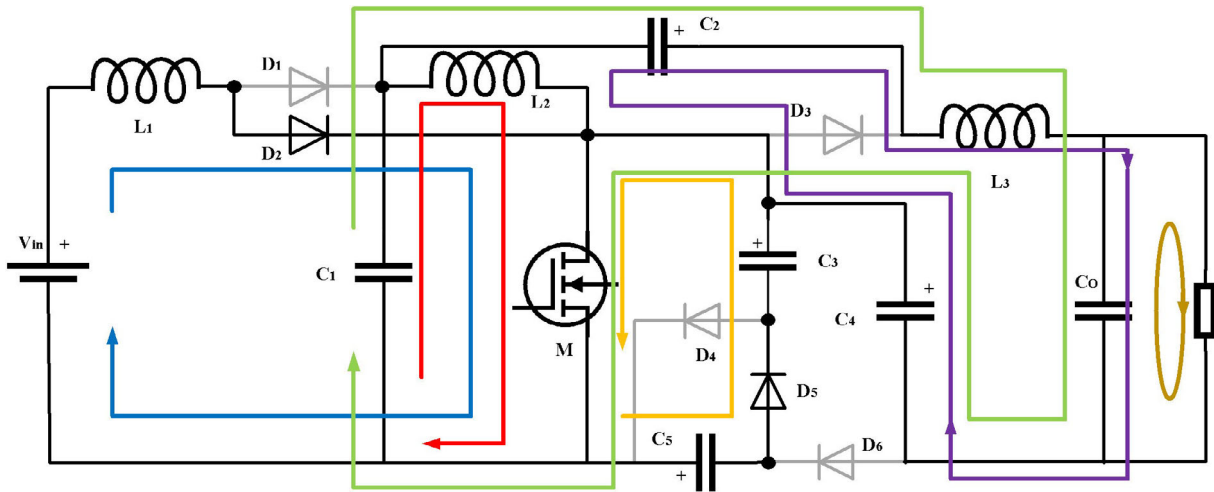 C2
+
D1
L2
L1
D3
D2
L3
Vin
+
+
C1
C3
+
CO
C4
M
D4
D5
C5
D6
+